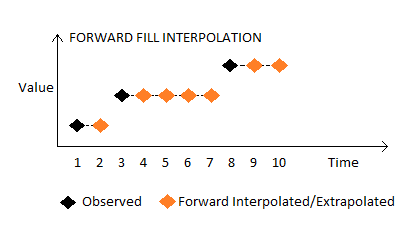 FORWARD FILL INTERPOLATION
Value
1 2 3 4 5 6 7 8 9 10 Time
Observed Forward Interpolated/Extrapolated